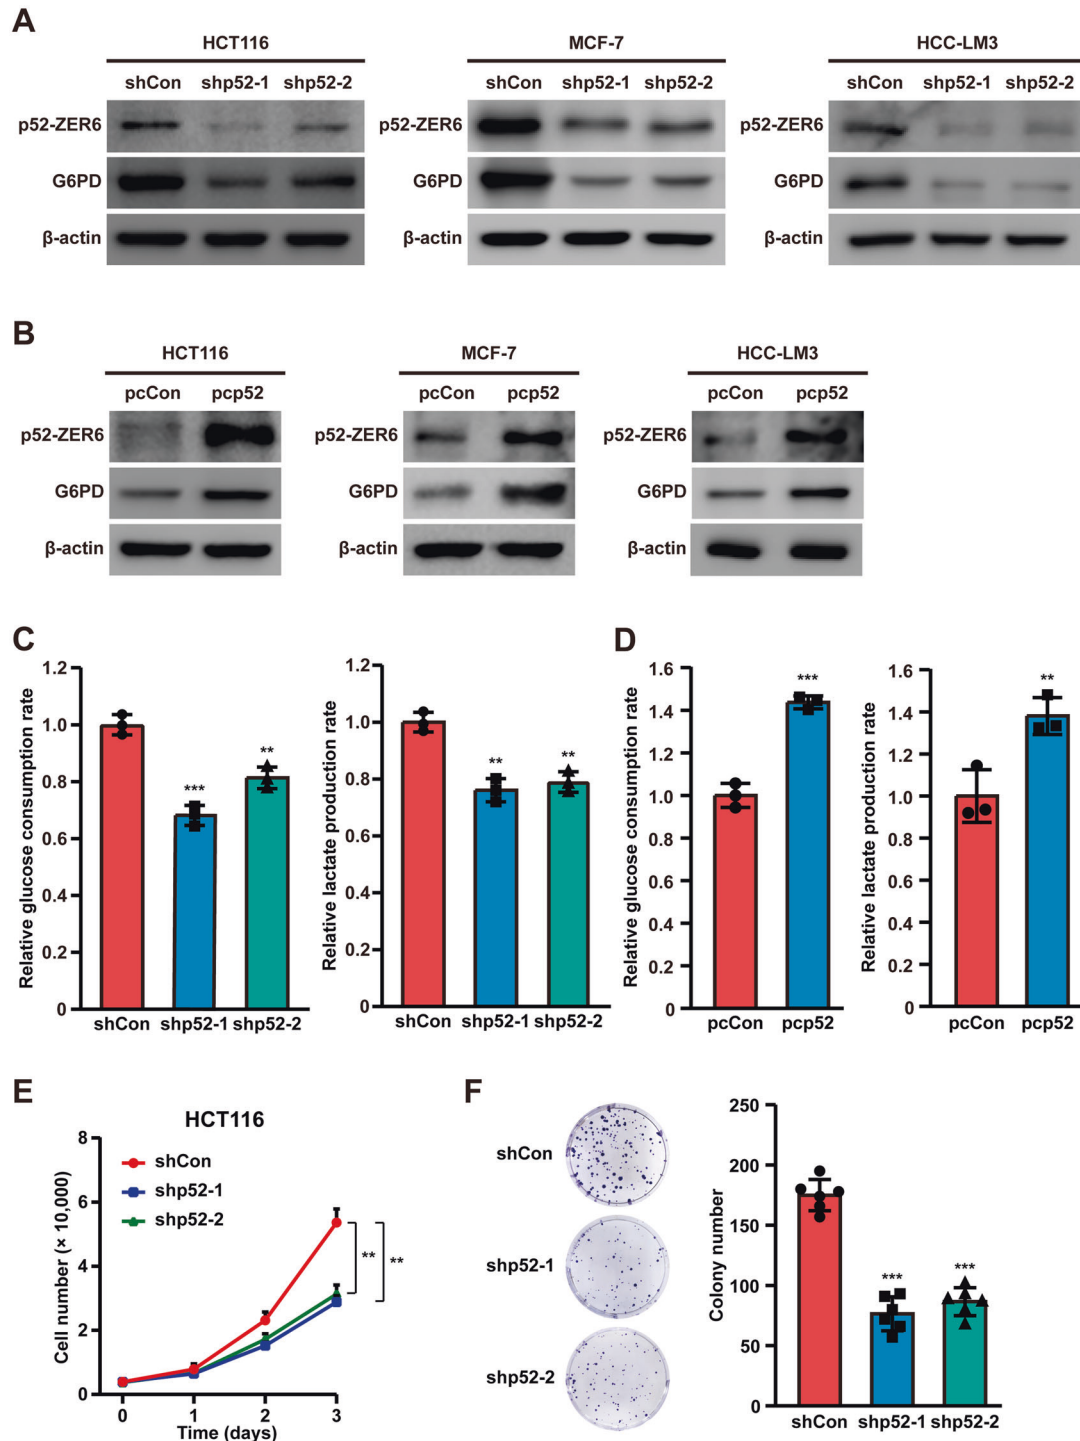 A
HCT116
MCF-7
HCC-LM3
shCon shp52-1 shp52-2
shCon shp52-1 shp52-2
shCon shp52-1 shp52-2
p52-ZER6
p52-ZER6
p52-ZER6
G6PD
G6PD
G6PD
β-actin
β-actin
β-actin
B
HCT116
MCF-7
HCC-LM3
pcCon pcp52
pcCon pcp52
pcCon pcp52
p52-ZER6
p52-ZER6
p52-ZER6
G6PD
G6PD
G6PD
β-actin
β-actin
β-actin
C
Relative glucose consumption rate
1.2
1.0
0.8
0.6
0.4
0.2
0
***
**
shCon shp52-1 shp52-2
Relative lactate production rate
1.2
1.0
0.8
0.6
0.4
0.2
0
**
**
shCon shp52-1 shp52-2
D
Relative glucose consumption rate
1.6
1.4
1.2
1.0
0.8
0.6
0.4
0.2
0
***
pcCon pcp52
Relative lactate production rate
1.6
1.4
1.2
1.0
0.8
0.6
0.4
0.2
0
**
pcCon pcp52
E
HCT116
Cell number (× 10,000)
8
6
4
2
0
shCon
shp52-1
shp52-2
**
**
0 1 2 3
Time (days)
F
shCon
shp52-1
shp52-2
Colony number
250
200
150
100
50
0
***
***
shCon shp52-1 shp52-2